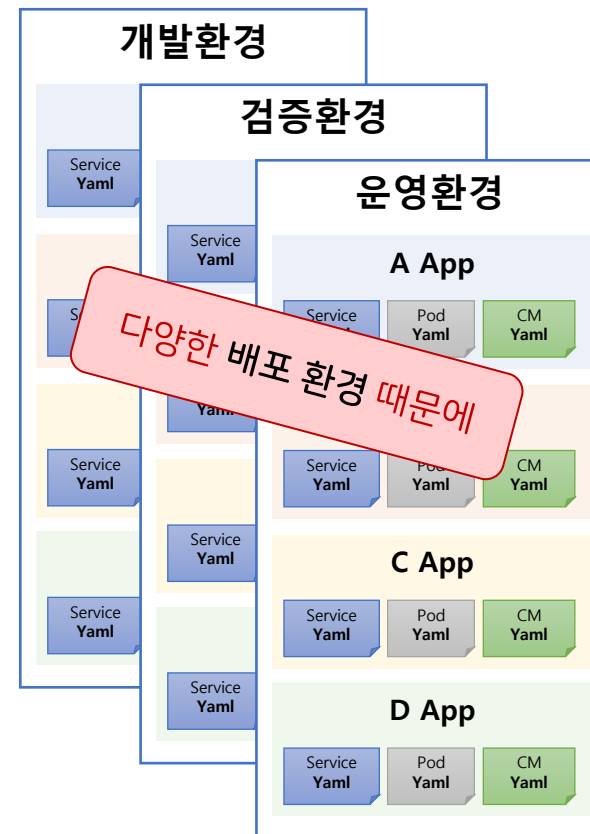 개발환경
Service
Yaml
Service
Yaml
Service
Yaml
검증환경
Service
Yaml
Yaml
Service
Yaml
Service
Yaml
운영환경
A App
Service
Pod
Yaml
CM
Yaml
다양한 배포 환경 때문에
Service
Yaml
Pod
Yaml
CM
Yaml
C App
Service
Yaml
Pod
Yaml
CM
Yaml
D App
Service
Yaml
Pod
Yaml
CM
Yaml